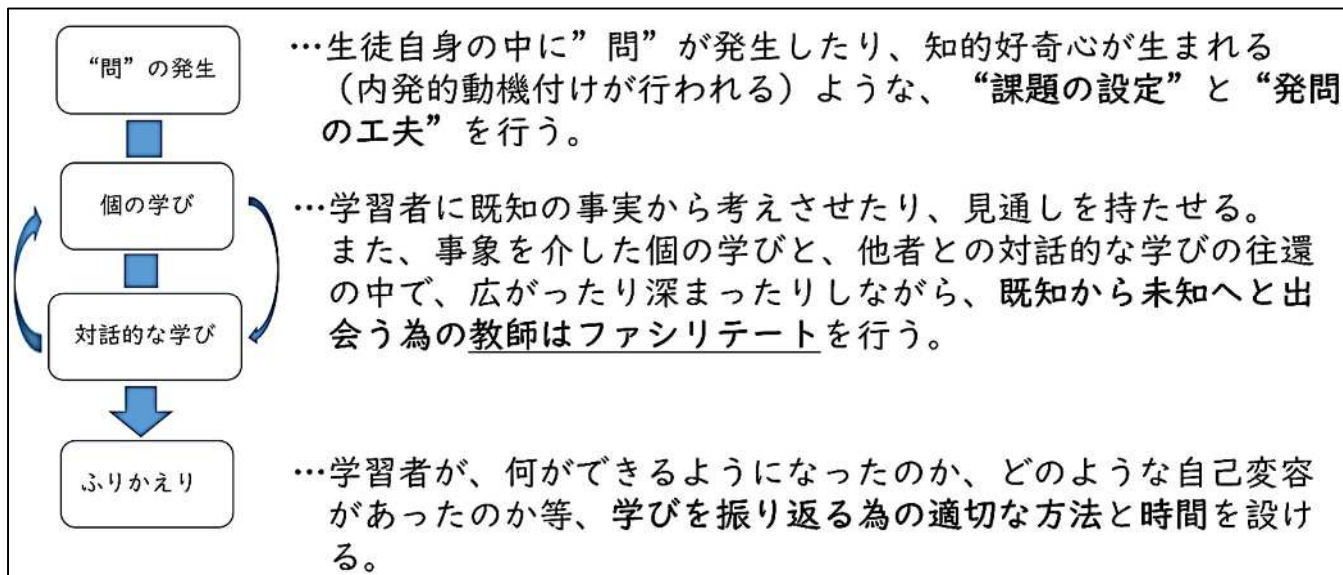 “問”の発生
…生徒自身の中に”問”が発生したり、知的好奇心が生まれる
（内発的動機付けが行われる）ような、“課題の設定”と“発問
の工夫”を行う。
個の学び
…学習者に既知の事実から考えさせたり、見通しを持たせる。
また、事象を介した個の学びと、他者との対話的な学びの往還
の中で、広がったり深まったりしながら、既知から未知へと出
会う為の教師はファシリテートを行う。
対話的な学び
ふりかえり
…学習者が、何ができるようになったのか、どのような自己変容
があったのか等、学びを振り返る為の適切な方法と時間を設け
る。